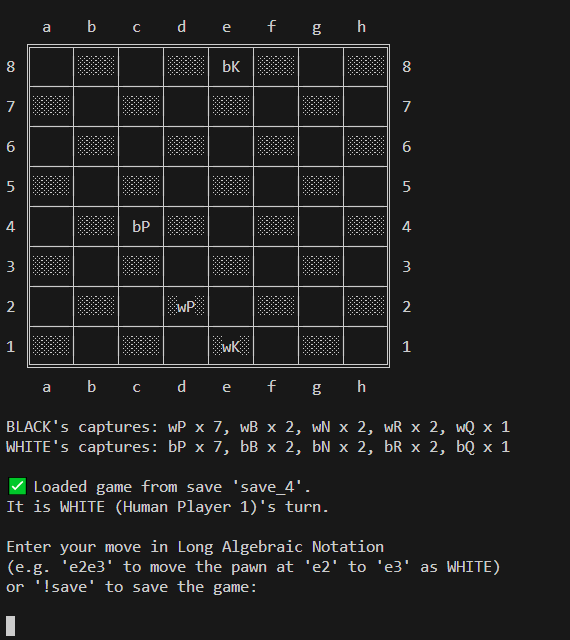 a b c d e f g h
8 bK 8
7 7
6 6
5 5
4 bP 4
3 3
2 wP 2
1 wK 1
a b c d e f g h
BLACK's captures: wP x 7, wB x 2, wN x 2, wR x 2, wQ x 1
WHITE's captures: bP x 7, bB x 2, bN x 2, bR x 2, bQ x 1
✅ Loaded game from save 'save_4'.
It is WHITE (Human Player 1)'s turn.
Enter your move in Long Algebraic Notation
(e.g. 'e2e3' to move the pawn at 'e2' to 'e3' as WHITE)
or '!save' to save the game: